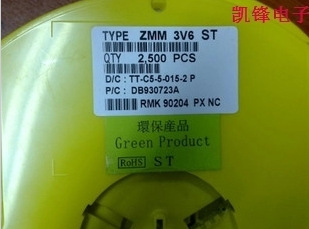 凯锋电子
TYPE ZMM 3V6 ST
QTY 2,500 PCS
D/C : TT-C5-5-015-2 P
P/C : DB930723A
RMK 90204 PX NC
環保產品
Green Product
RoHS ST